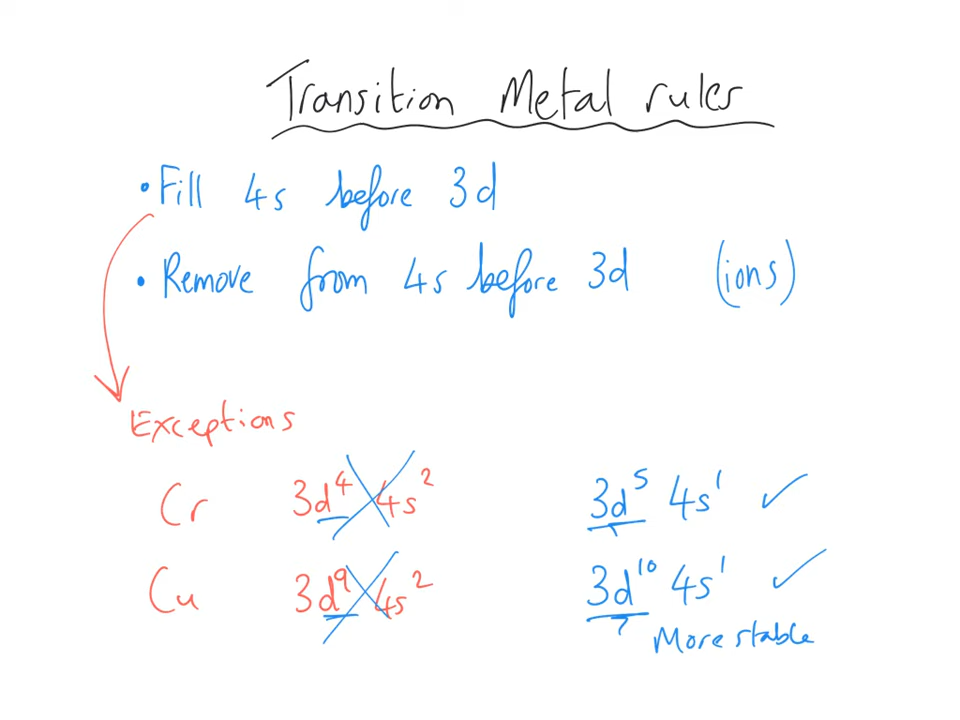 Transition Metal rules
• Fill 4s before 3d
• Remove from 4s before 3d (ions)
Exceptions
Cr 3d⁴ 4s² 3d⁵ 4s¹ ✓
Cu 3d⁹ 4s² 3d¹⁰ 4s¹ ✓
More stable